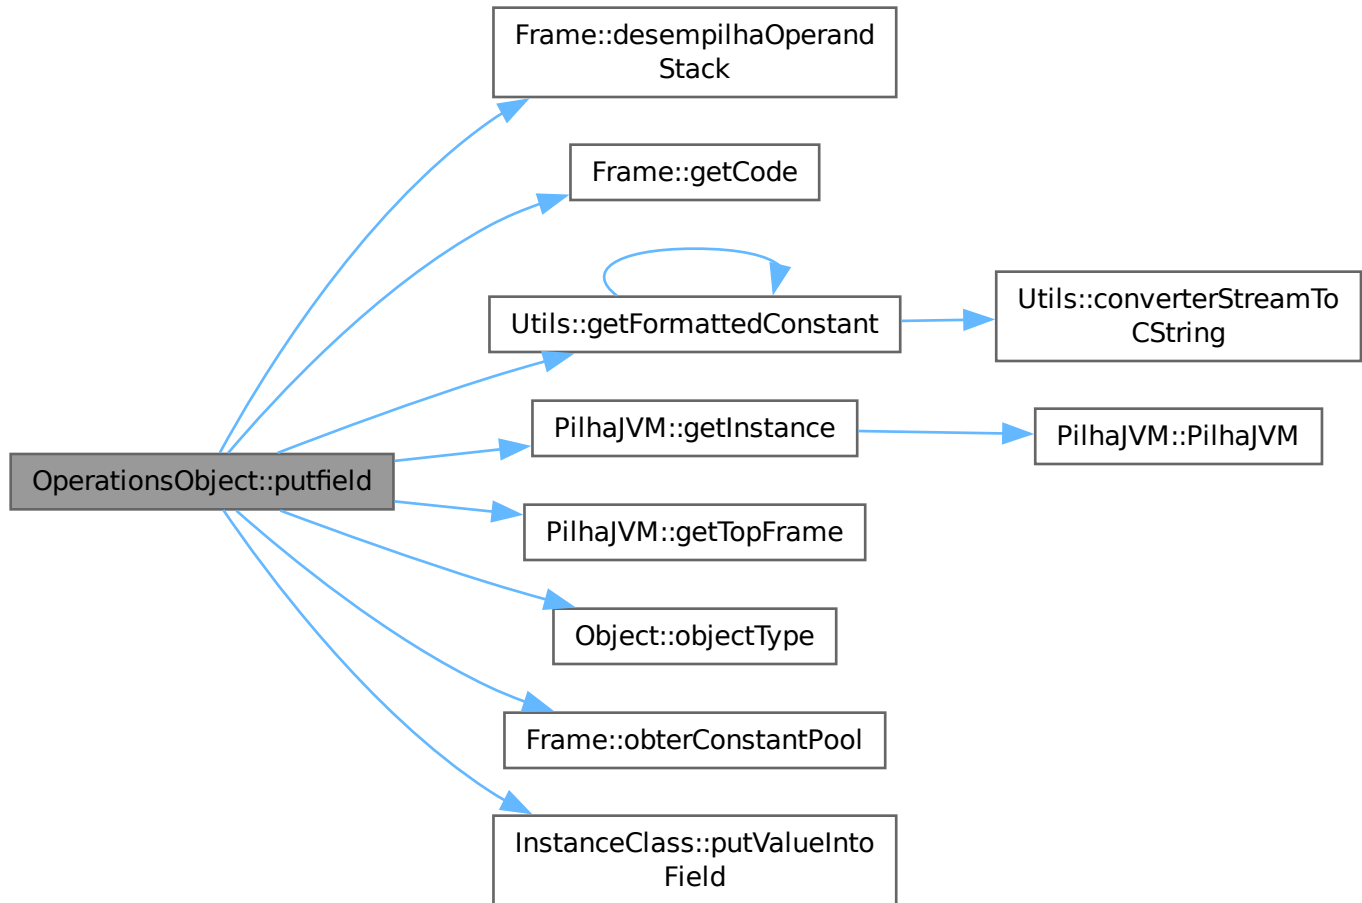 Frame::desempilhaOperand
Stack
Frame::getCode
Utils::getFormattedConstant
Utils::converterStreamTo
CString
PilhaJVM::getInstance
PilhaJVM::PilhaJVM
OperationsObject::putfield
PilhaJVM::getTopFrame
Object::objectType
Frame::obterConstantPool
InstanceClass::putValueInto
Field